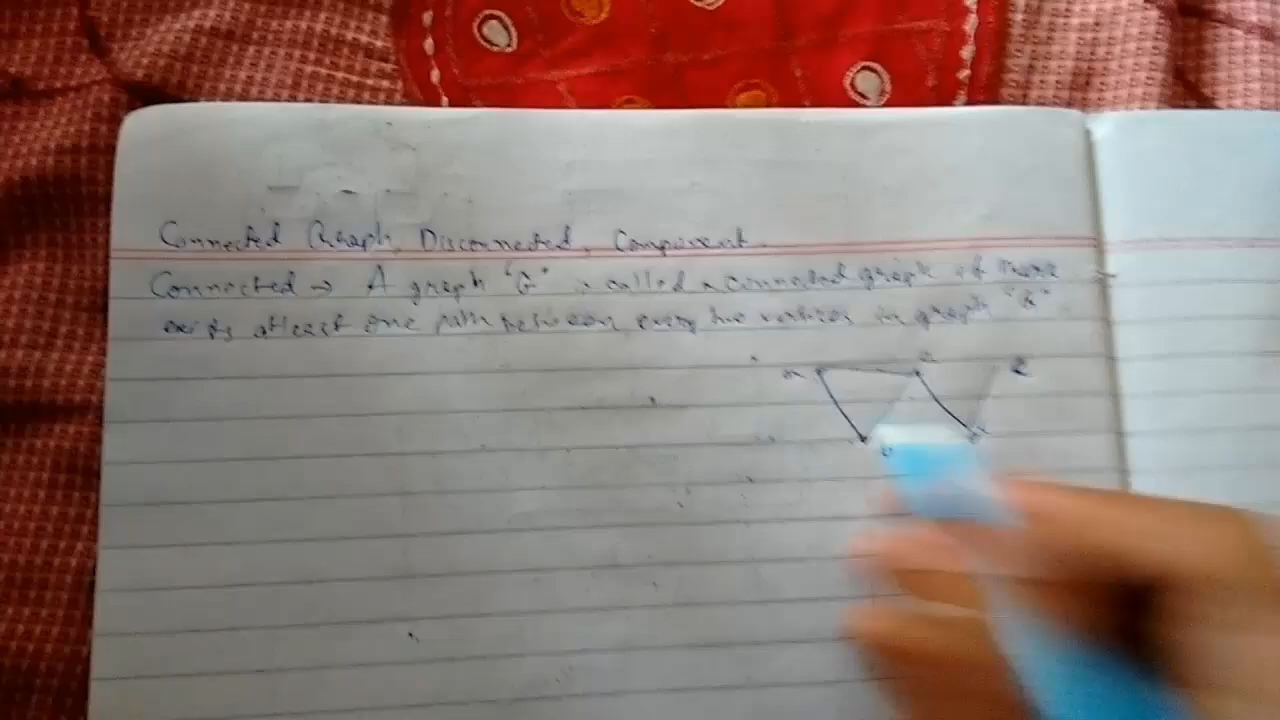 Connected Graph, Disconnected, Component.
Connected → A graph "G" is called a connected graph if there
exists atleast one path between every two vertices in graph "G"
a c e
b d